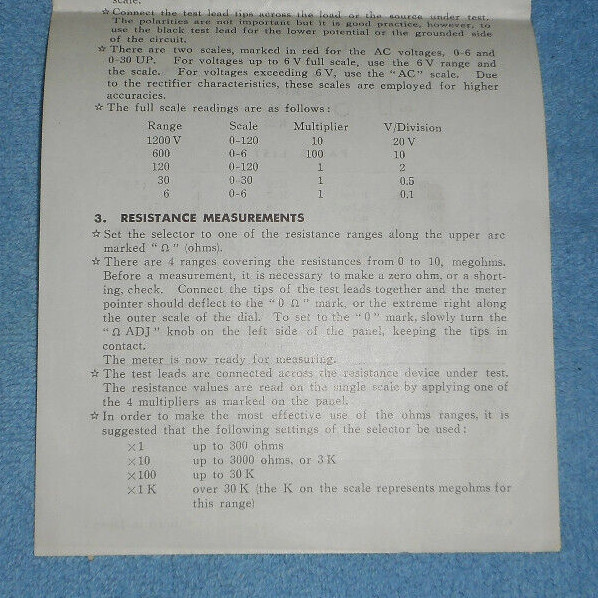 scale.
☆ Connect the test lead tips across the load or the source under test.
The polarities are not important but it is good practice, however, to
use the black test lead for the lower potential or the grounded side
of the circuit.
☆ There are two scales, marked in red for the AC voltages, 0-6 and
0-30 UP. For voltages up to 6 V full scale, use the 6 V range and
the scale. For voltages exceeding 6 V, use the "AC" scale. Due
to the rectifier characteristics, these scales are employed for higher
accuracies.
☆ The full scale readings are as follows :
Range Scale Multiplier V/Division
1200 V 0-120 10 20 V
600 0-6 100 10
120 0-120 1 2
30 0-30 1 0.5
6 0-6 1 0.1
3. RESISTANCE MEASUREMENTS
☆ Set the selector to one of the resistance ranges along the upper arc
marked " Ω " (ohms).
☆ There are 4 ranges covering the resistances from 0 to 10, megohms.
Before a measurement, it is necessary to make a zero ohm, or a short-
ing, check. Connect the tips of the test leads together and the meter
pointer should deflect to the "0 Ω" mark, or the extreme right along
the outer scale of the dial. To set to the "0" mark, slowly turn the
"Ω ADJ" knob on the left side of the panel, keeping the tips in
contact.
The meter is now ready for measuring.
☆ The test leads are connected across the resistance device under test.
The resistance values are read on the single scale by applying one of
the 4 multipliers as marked on the panel.
☆ In order to make the most effective use of the ohms ranges, it is
suggested that the following settings of the selector be used :
×1 up to 300 ohms
×10 up to 3000 ohms, or 3 K
×100 up to 30 K
×1 K over 30 K (the K on the scale represents megohms for
this range)